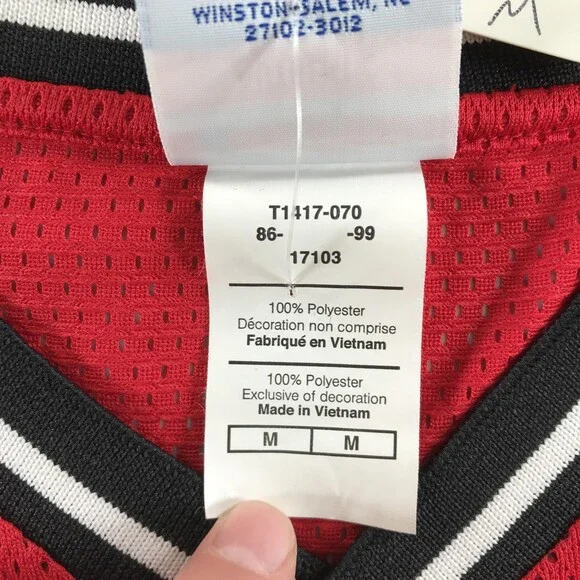 WINSTON-SALEM, NC
27102-3012
M
T1417-070
86- -99
17103
100% Polyester
Décoration non comprise
Fabriqué en Vietnam
100% Polyester
Exclusive of decoration
Made in Vietnam
M M